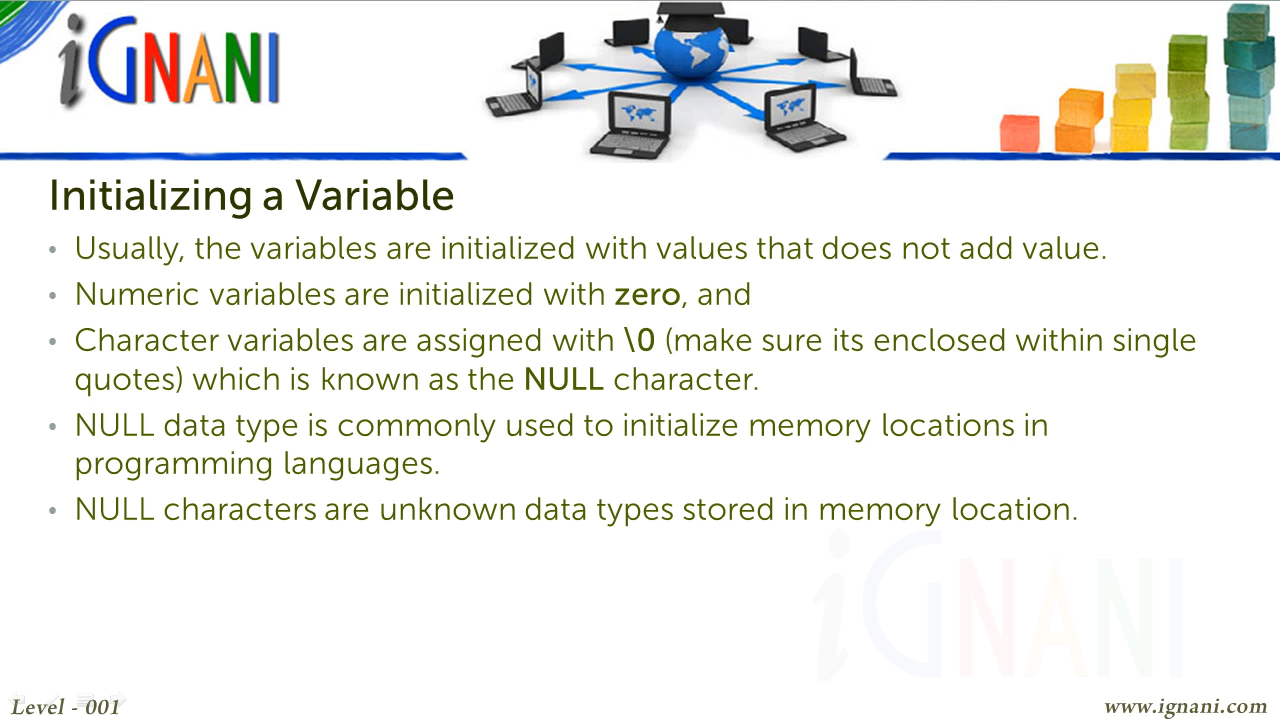 iGNANI
Initializing a Variable
• Usually, the variables are initialized with values that does not add value.
• Numeric variables are initialized with zero, and
• Character variables are assigned with \0 (make sure its enclosed within single
quotes) which is known as the NULL character.
• NULL data type is commonly used to initialize memory locations in
programming languages.
• NULL characters are unknown data types stored in memory location.
iGNANI
Level - 001
www.ignani.com